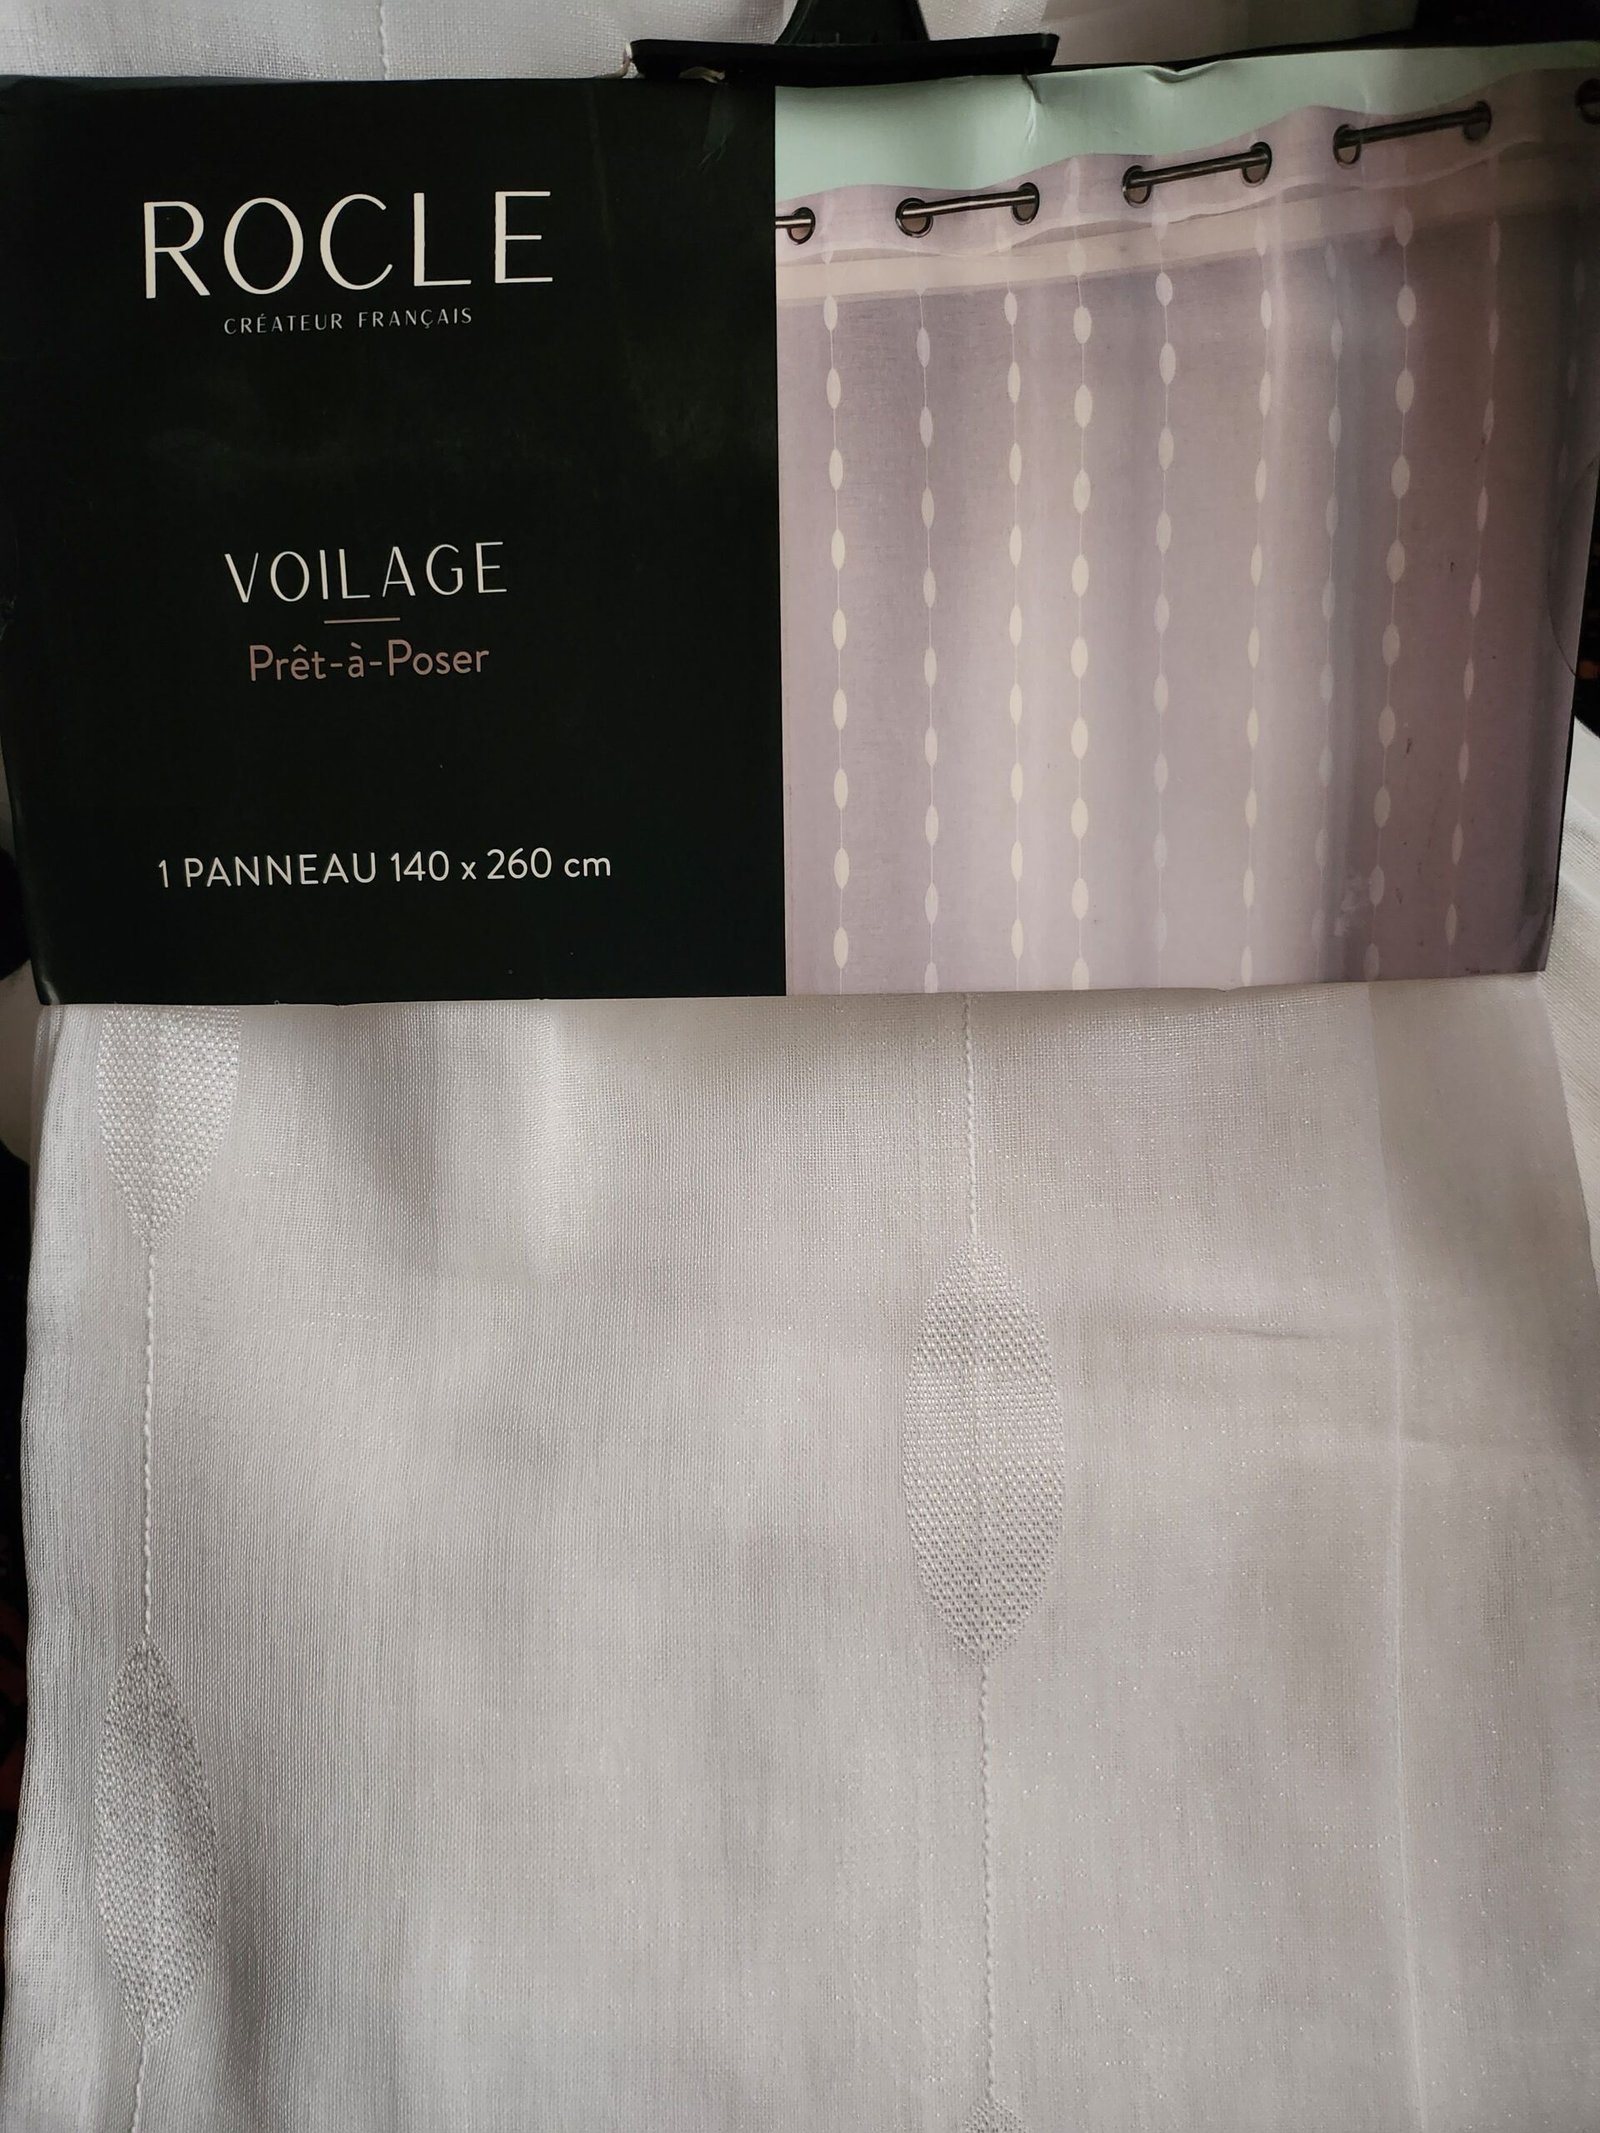 ROCLE
CRÉATEUR FRANÇAIS
VOILAGE
Prêt-à-Poser
1 PANNEAU 140 x 260 cm